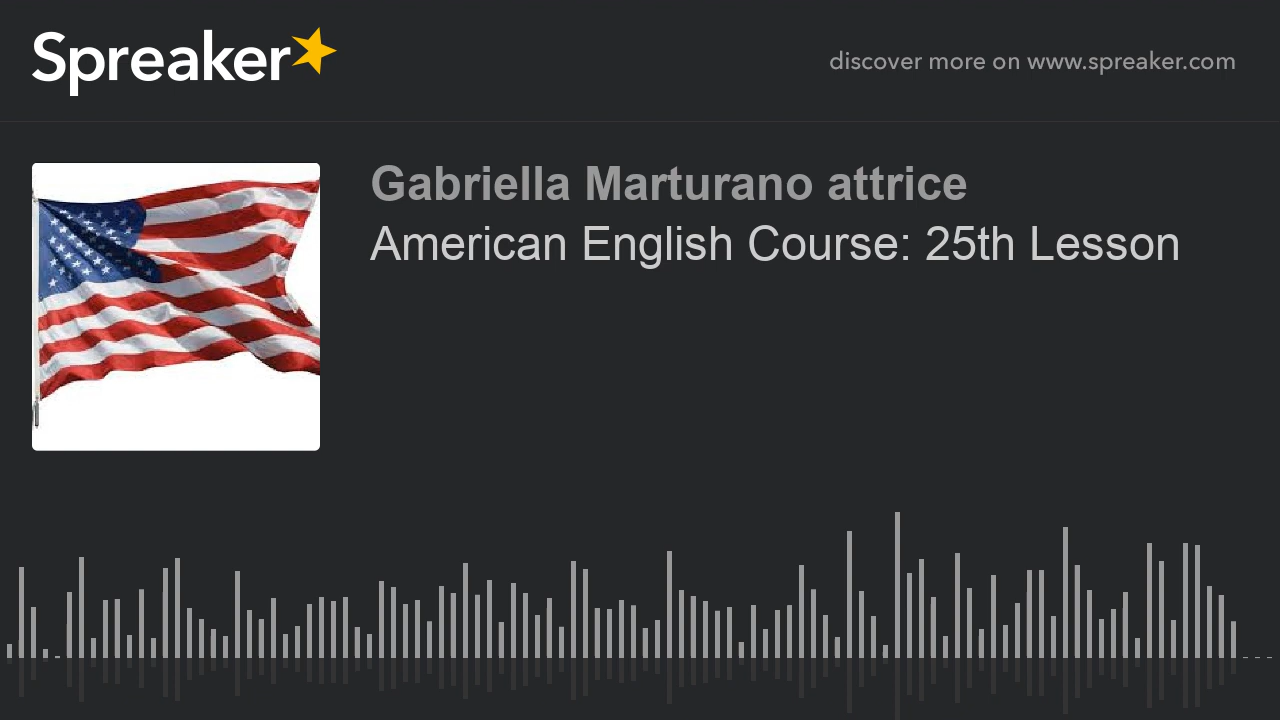 Spreaker
discover more on www.spreaker.com
Gabriella Marturano attrice
American English Course: 25th Lesson